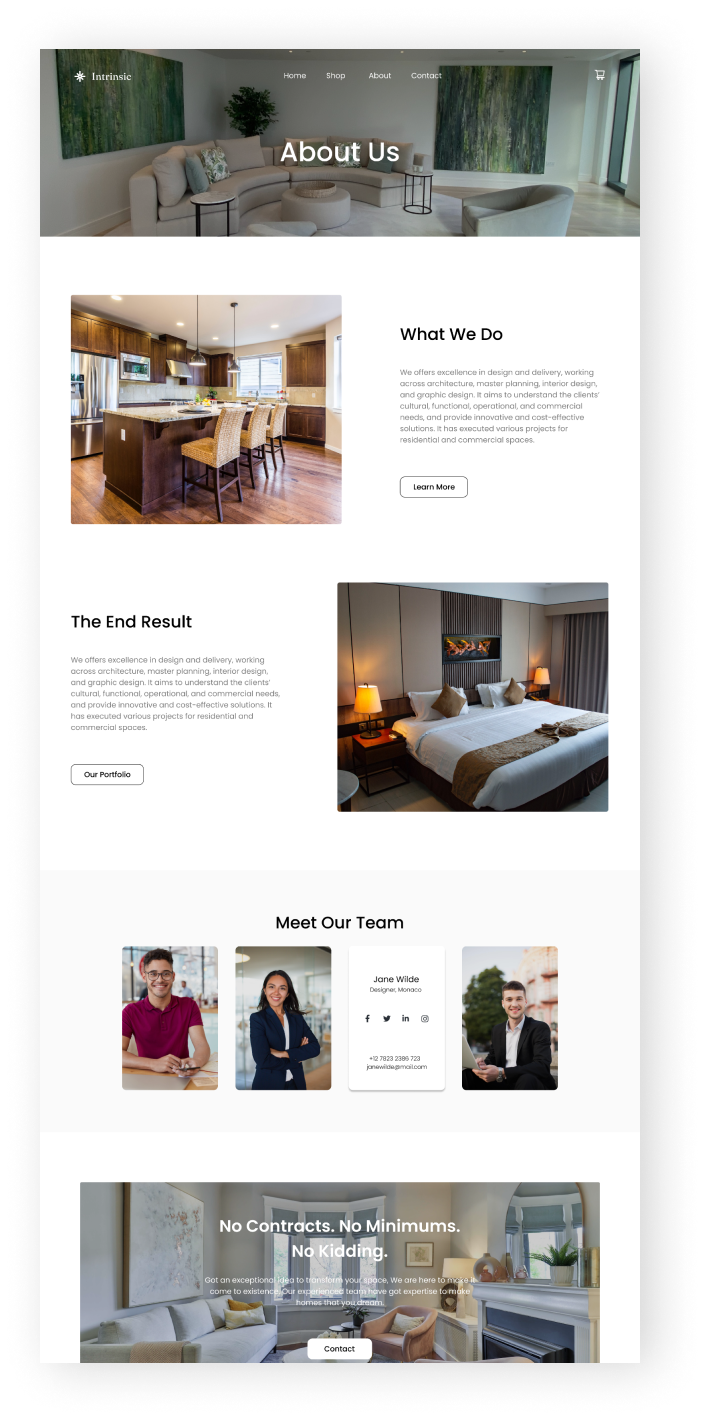 Intrinsic
Home Shop About Contact
About Us
What We Do
We offers excellence in design and delivery, working
across architecture, master planning, interior design,
and graphic design. It aims to understand the clients'
cultural, functional, operational, and commercial
needs, and provide innovative and cost-effective
solutions. It has executed various projects for
residential and commercial spaces.
Learn More
The End Result
We offers excellence in design and delivery, working
across architecture, master planning, interior design,
and graphic design. It aims to understand the clients'
cultural, functional, operational, and commercial needs,
and provide innovative and cost-effective solutions. It
has executed various projects for residential and
commercial spaces.
Our Portfolio
Meet Our Team
Jane Wilde
Designer, Monaco
+12 7823 2386 723
janewilde@mail.com
No Contracts. No Minimums.
No Kidding.
Got an exceptional idea to transform your space, We are here to make it
come to existence. Our experienced team have got expertise to make
homes that you dream.
Contact